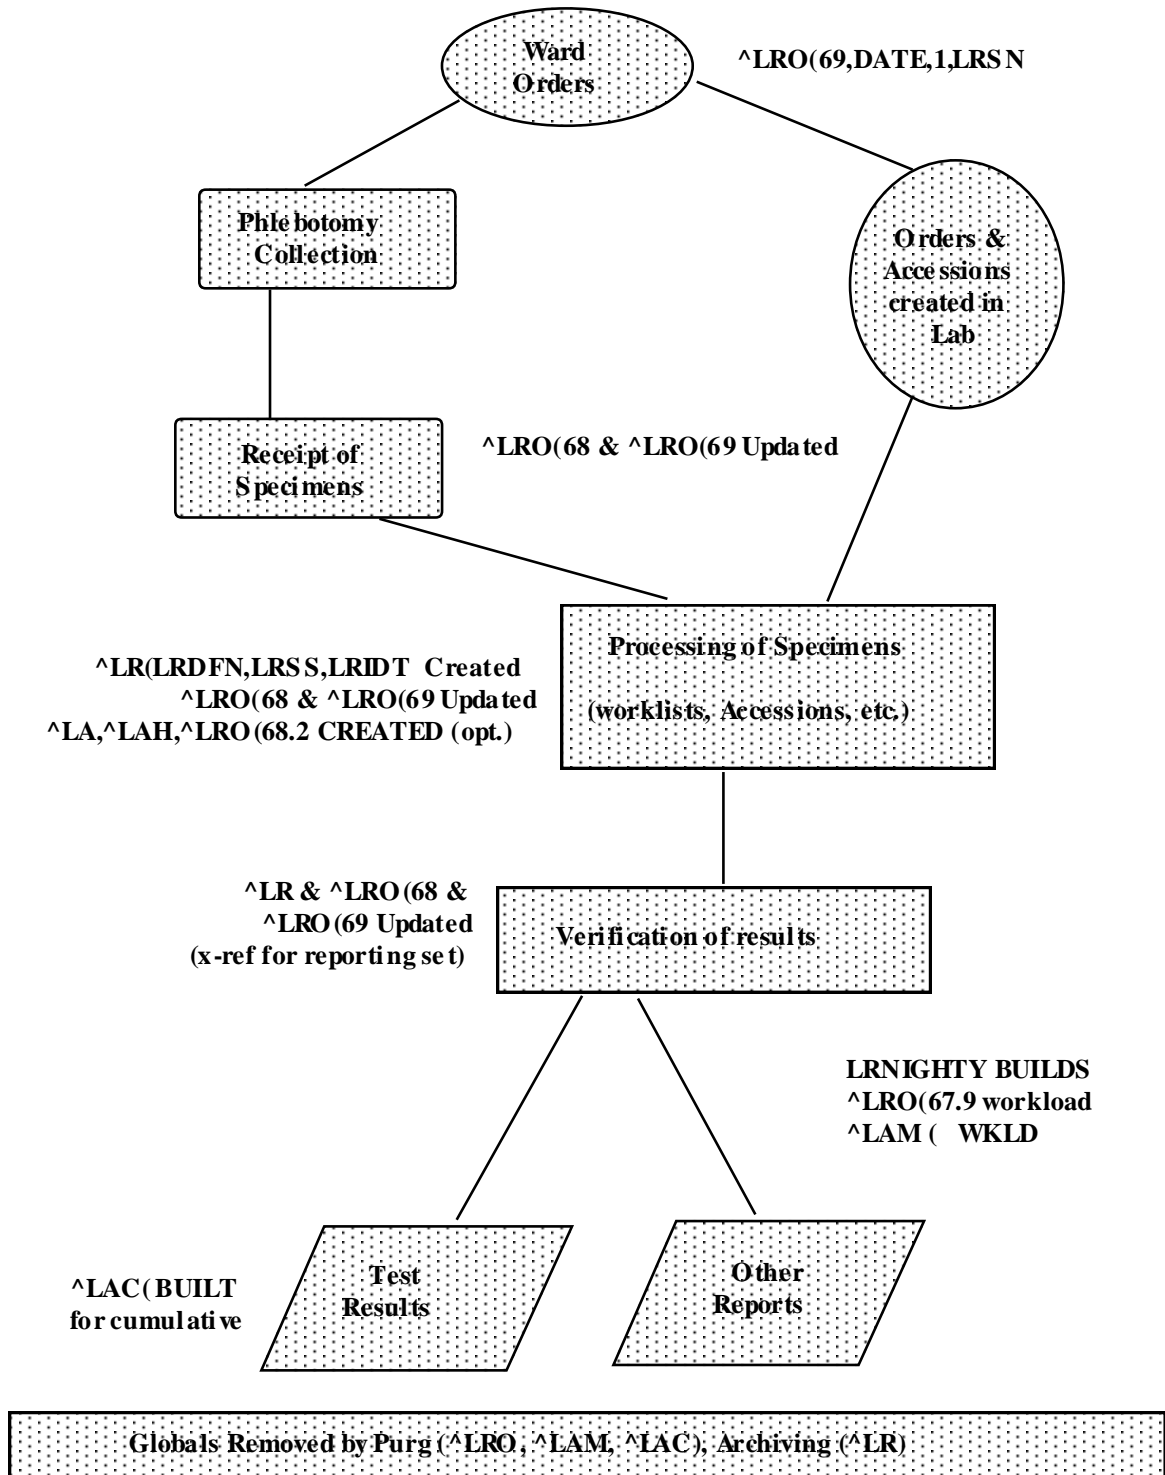 Ward
Orders
^LRO(69,DATE,1,LRSN
Phlebotomy
Collection
Orders &
Accessions
created in
Lab
Receipt of
Specimens
^LRO(68 & ^LRO(69 Updated
Processing of Specimens
(worklists, Accessions, etc.)
^LR(LRDFN,LRSS,LRIDT Created
^LRO(68 & ^LRO(69 Updated
^LA,^LAH,^LRO(68.2 CREATED (opt.)
^LR & ^LRO(68 &
^LRO(69 Updated
(x-ref for reporting set)
Verification of results
LRNIGHTY BUILDS
^LRO(67.9 workload
^LAM ( WKLD
^LAC( BUILT
for cumulative
Test
Results
Other
Reports
Globals Removed by Purg (^LRO, ^LAM, ^LAC), Archiving (^LR)